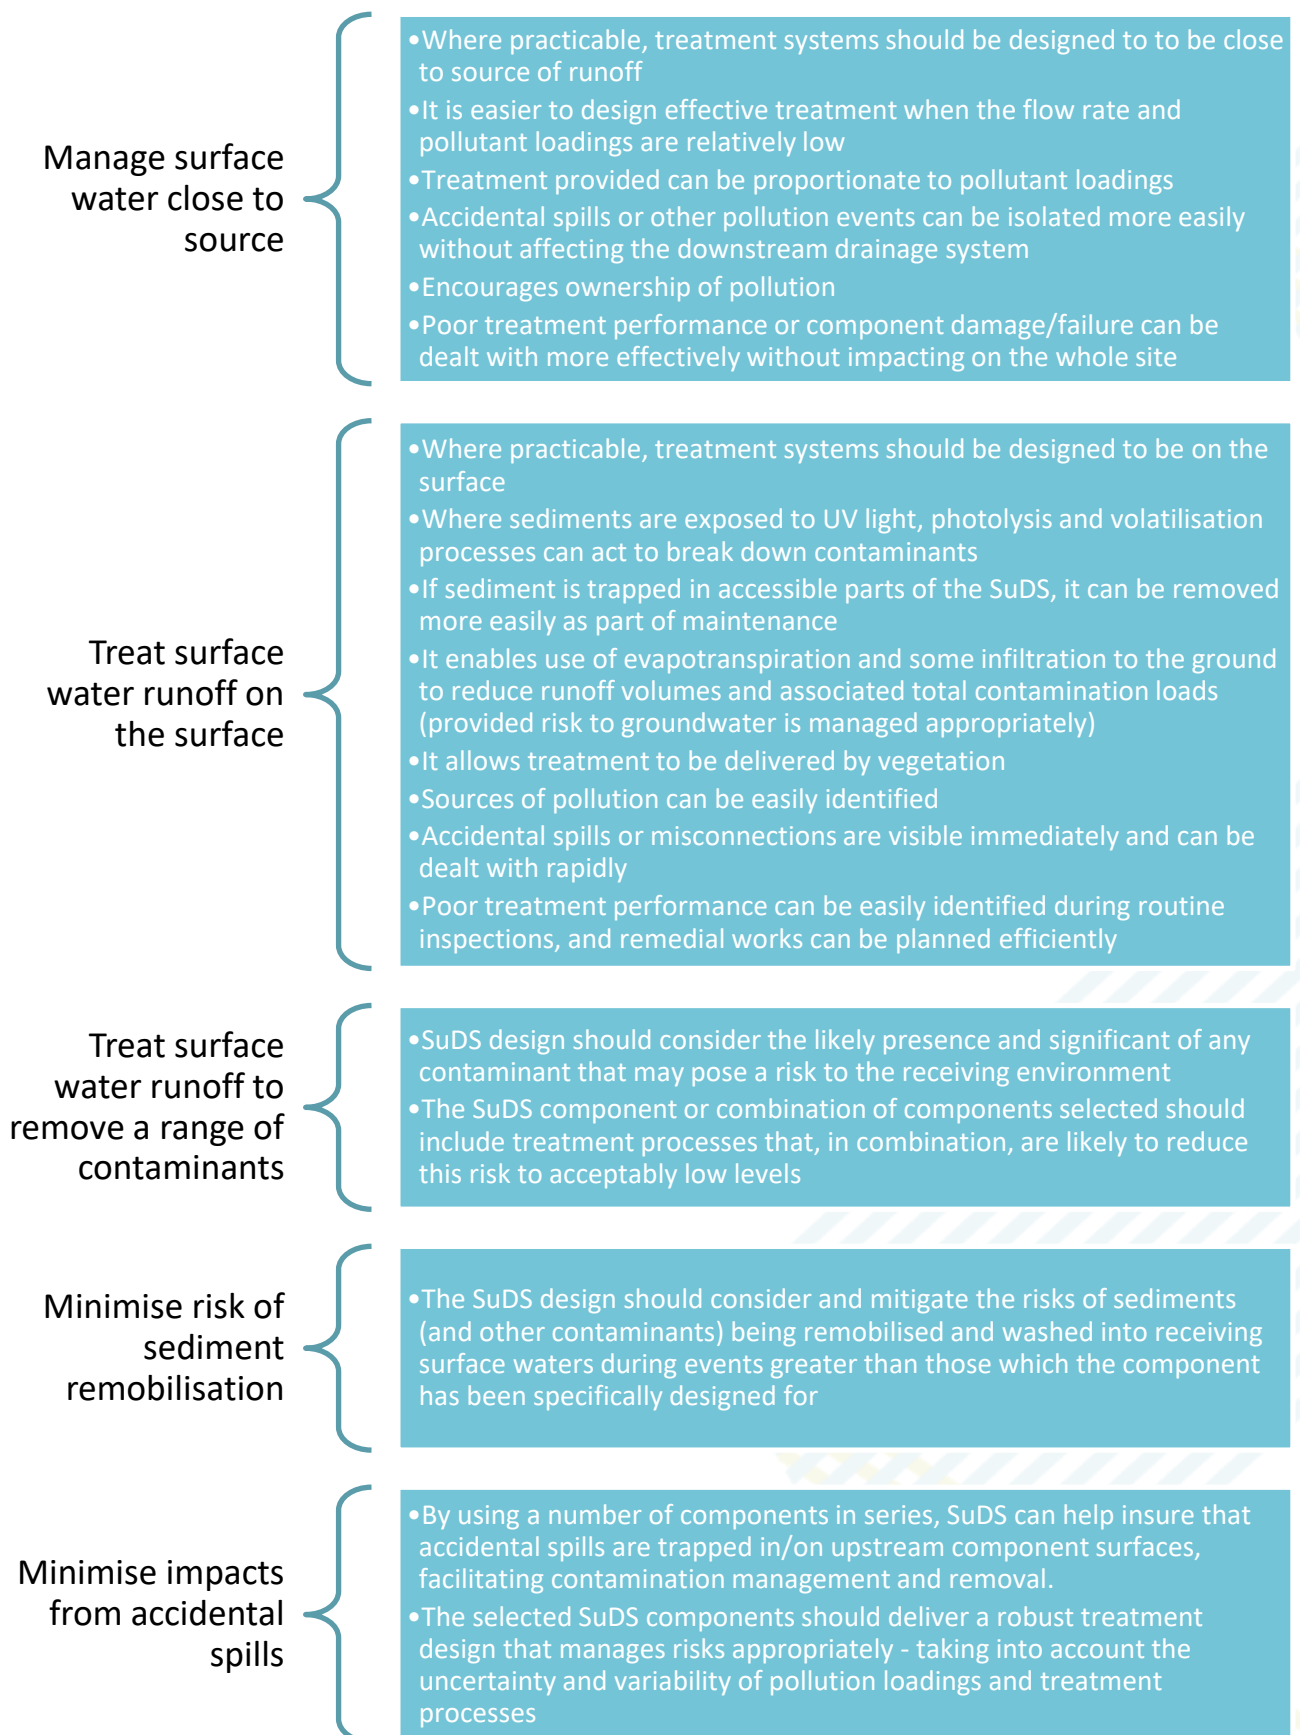 Manage surface
water close to
source
•Where practicable, treatment systems should be designed to to be close
to source of runoff
•It is easier to design effective treatment when the flow rate and
pollutant loadings are relatively low
•Treatment provided can be proportionate to pollutant loadings
•Accidental spills or other pollution events can be isolated more easily
without affecting the downstream drainage system
•Encourages ownership of pollution
•Poor treatment performance or component damage/failure can be
dealt with more effectively without impacting on the whole site
Treat surface
water runoff on
the surface
•Where practicable, treatment systems should be designed to be on the
surface
•Where sediments are exposed to UV light, photolysis and volatilisation
processes can act to break down contaminants
•If sediment is trapped in accessible parts of the SuDS, it can be removed
more easily as part of maintenance
•It enables use of evapotranspiration and some infiltration to the ground
to reduce runoff volumes and associated total contamination loads
(provided risk to groundwater is managed appropriately)
•It allows treatment to be delivered by vegetation
•Sources of pollution can be easily identified
•Accidental spills or misconnections are visible immediately and can be
dealt with rapidly
•Poor treatment performance can be easily identified during routine
inspections, and remedial works can be planned efficiently
Treat surface
water runoff to
remove a range of
contaminants
•SuDS design should consider the likely presence and significant of any
contaminant that may pose a risk to the receiving environment
•The SuDS component or combination of components selected should
include treatment processes that, in combination, are likely to reduce
this risk to acceptably low levels
Minimise risk of
sediment
remobilisation
•The SuDS design should consider and mitigate the risks of sediments
(and other contaminants) being remobilised and washed into receiving
surface waters during events greater than those which the component
has been specifically designed for
Minimise impacts
from accidental
spills
•By using a number of components in series, SuDS can help insure that
accidental spills are trapped in/on upstream component surfaces,
facilitating contamination management and removal.
•The selected SuDS components should deliver a robust treatment
design that manages risks appropriately - taking into account the
uncertainty and variability of pollution loadings and treatment
processes